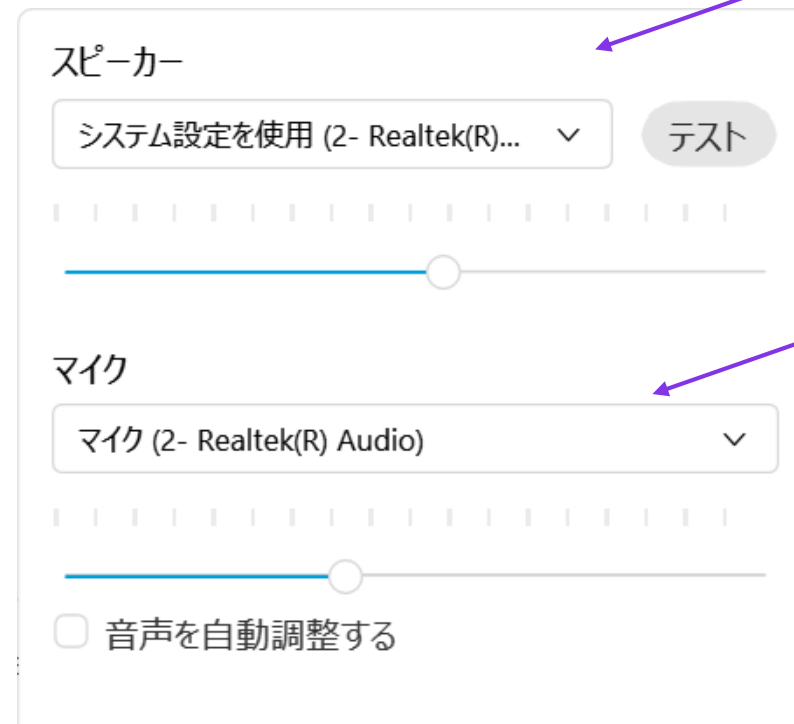 スピーカー
システム設定を使用 (2- Realtek(R)...
テスト
マイク
マイク (2- Realtek(R) Audio)
音声を自動調整する